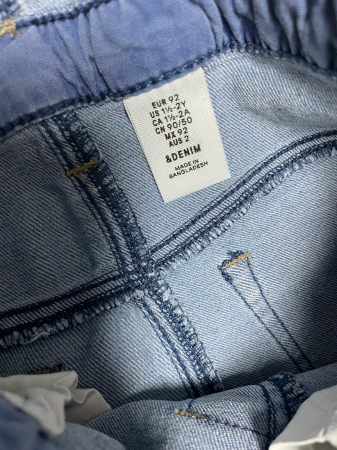 EUR 92
US 1½-2Y
CA 1½-2A
CN 90/50
MX 92
AUS 2
&DENIM
MADE IN
BANGLADESH